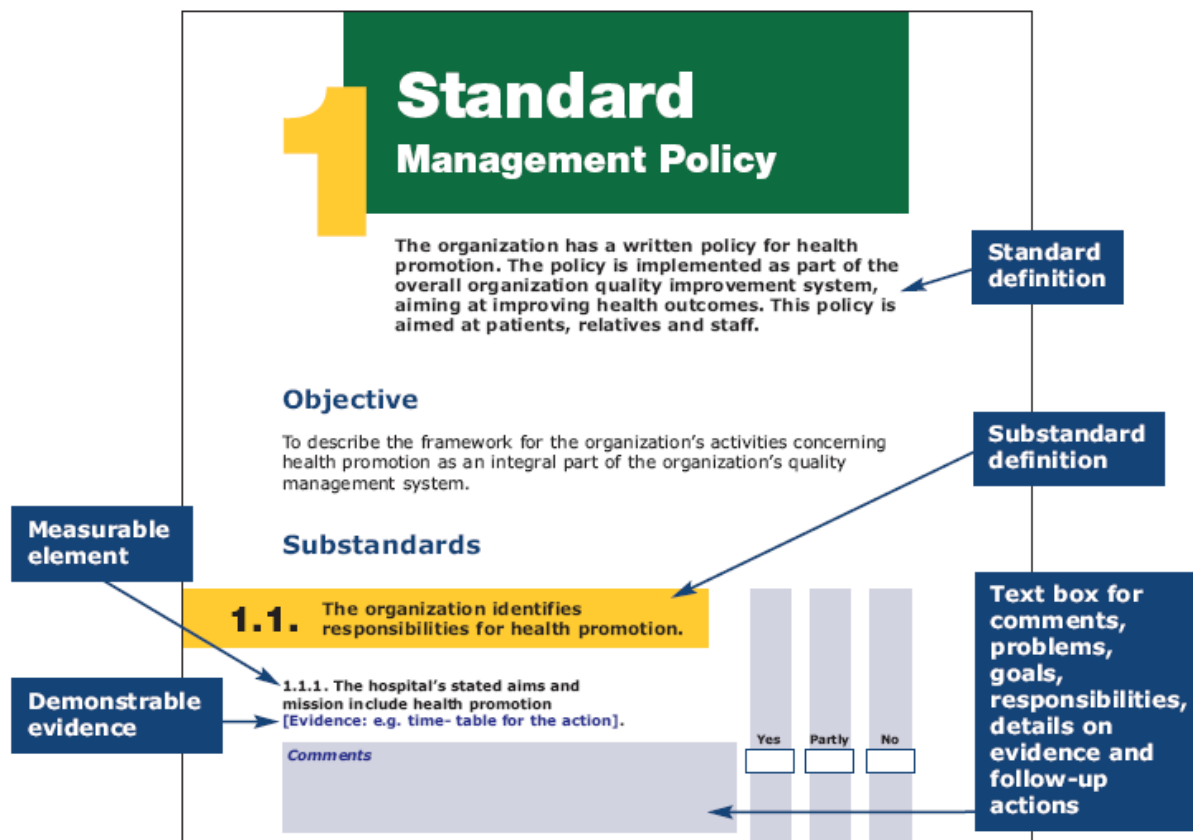 1
Standard
Management Policy
The organization has a written policy for health
promotion. The policy is implemented as part of the
overall organization quality improvement system,
aiming at improving health outcomes. This policy is
aimed at patients, relatives and staff.
Standard
definition
Objective
To describe the framework for the organization’s activities concerning
health promotion as an integral part of the organization’s quality
management system.
Substandard
definition
Substandards
Measurable
element
1.1. The organization identifies
responsibilities for health promotion.
Demonstrable
evidence
1.1.1. The hospital’s stated aims and
mission include health promotion
[Evidence: e.g. time- table for the action].
Yes Partly No
Comments
Text box for
comments,
problems,
goals,
responsibilities,
details on
evidence and
follow-up
actions